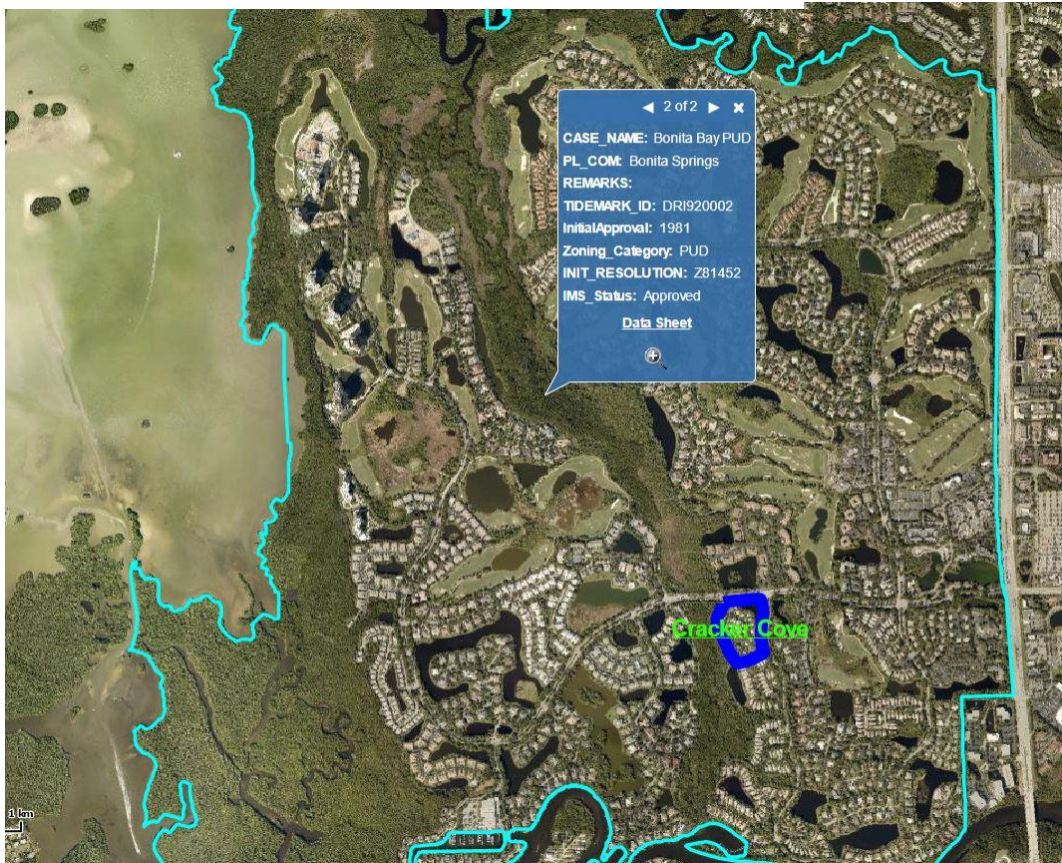 2 of 2
CASE_NAME: Bonita Bay PUD
PL_COM: Bonita Springs
REMARKS:
TIDEMARK_ID: DRI920002
InitialApproval: 1981
Zoning_Category: PUD
INIT_RESOLUTION: Z81452
IMS_Status: Approved
Data Sheet
Cracker Cove
1 km